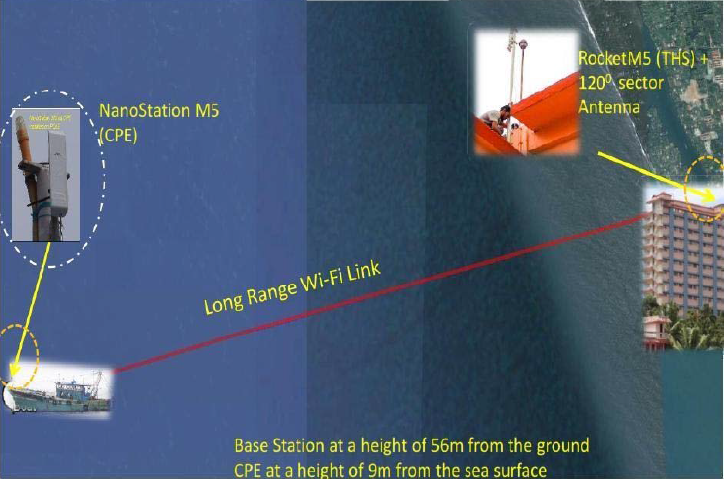 RocketM5 (THS) +
120⁰ sector
Antenna
NanoStation M5
(CPE)
Long Range Wi-Fi Link
Base Station at a height of 56m from the ground
CPE at a height of 9m from the sea surface